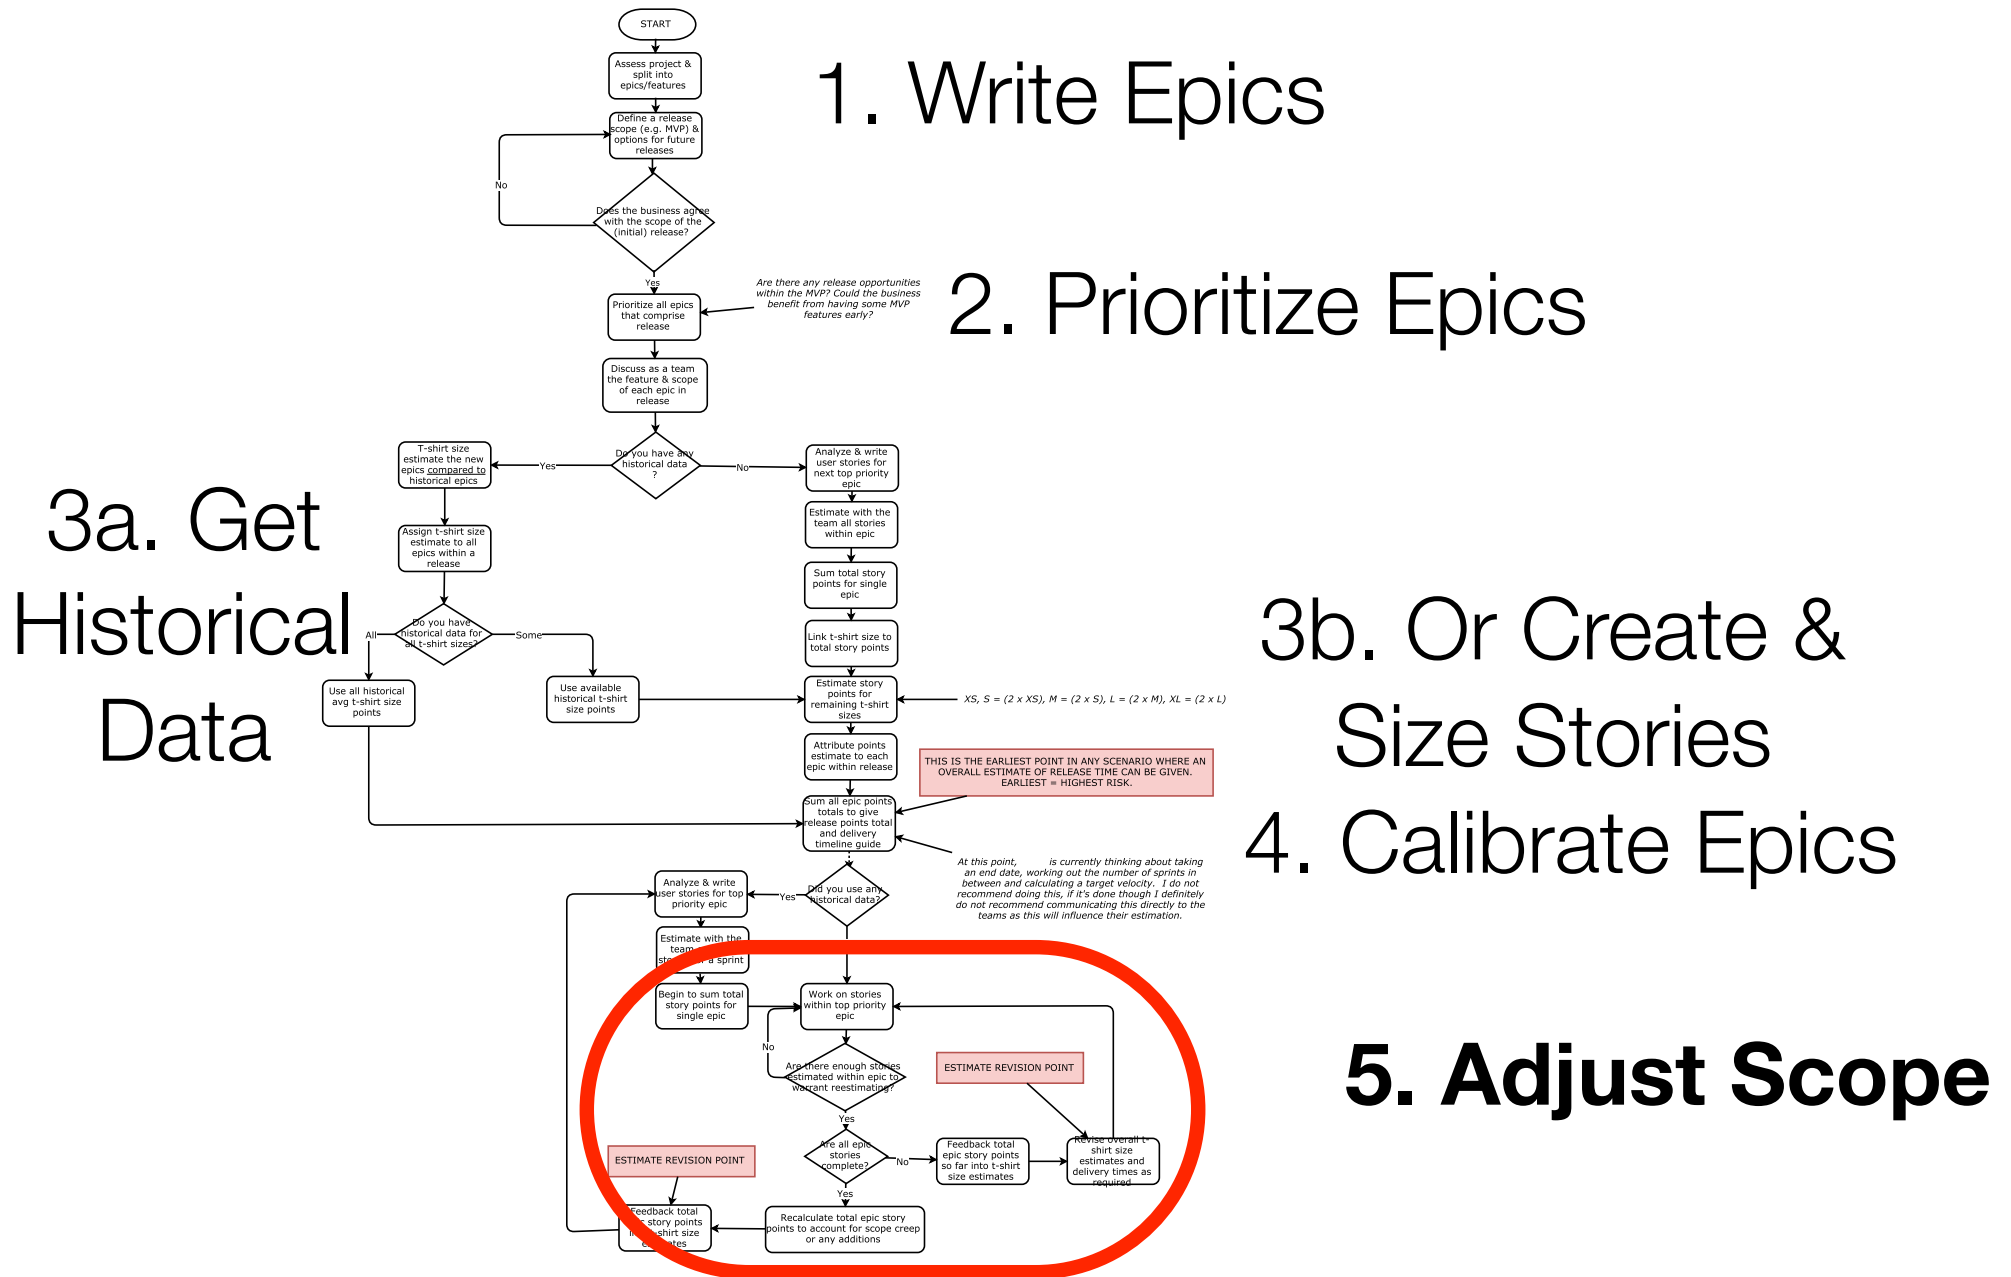 START
Assess project &
split into
epics/features
1. Write Epics
Define a release
scope (e.g. MVP) &
options for future
releases
No
Does the business agree
with the scope of the
(initial) release?
Yes
Are there any release opportunities
within the MVP? Could the business
benefit from having some MVP
features early?
2. Prioritize Epics
Prioritize all epics
that comprise
release
Discuss as a team
the feature & scope
of each epic in
release
Do you have any
historical data
?
Yes
No
T-shirt size
estimate the new
epics compared to
historical epics
Assign t-shirt size
estimate to all
epics within a
release
3a. Get
Historical
Data
Do you have
historical data for
all t-shirt sizes?
All
Some
Use all historical
avg t-shirt size
points
Use available
historical t-shirt
size points
Analyze & write
user stories for
next top priority
epic
Estimate with the
team all stories
within epic
Sum total story
points for single
epic
Link t-shirt size to
total story points
Estimate story
points for
remaining t-shirt
sizes
XS, S = (2 x XS), M = (2 x S), L = (2 x M), XL = (2 x L)
3b. Or Create &
Size Stories
4. Calibrate Epics
Attribute points
estimate to each
epic within release
THIS IS THE EARLIEST POINT IN ANY SCENARIO WHERE AN
OVERALL ESTIMATE OF RELEASE TIME CAN BE GIVEN.
EARLIEST = HIGHEST RISK.
Sum all epic points
totals to give
release points total
and delivery
timeline guide
At this point, is currently thinking about taking
an end date, working out the number of sprints in
between and calculating a target velocity. I do not
recommend doing this, if it's done though I definitely
do not recommend communicating this directly to the
teams as this will influence their estimation.
Did you use any
historical data?
Yes
Analyze & write
user stories for top
priority epic
Estimate with the
team
a sprint
Begin to sum total
story points for
single epic
Work on stories
within top priority
epic
No
Are there enough stories
estimated within epic to
warrant reestimating?
ESTIMATE REVISION POINT
5. Adjust Scope
Yes
Are all epic
stories
complete?
No
Feedback total
epic story points
so far into t-shirt
size estimates
Revise overall t-
shirt size
estimates and
delivery times as
required
Yes
ESTIMATE REVISION POINT
Recalculate total epic story
points to account for scope creep
or any additions
Feedback total
story points
t-shirt size